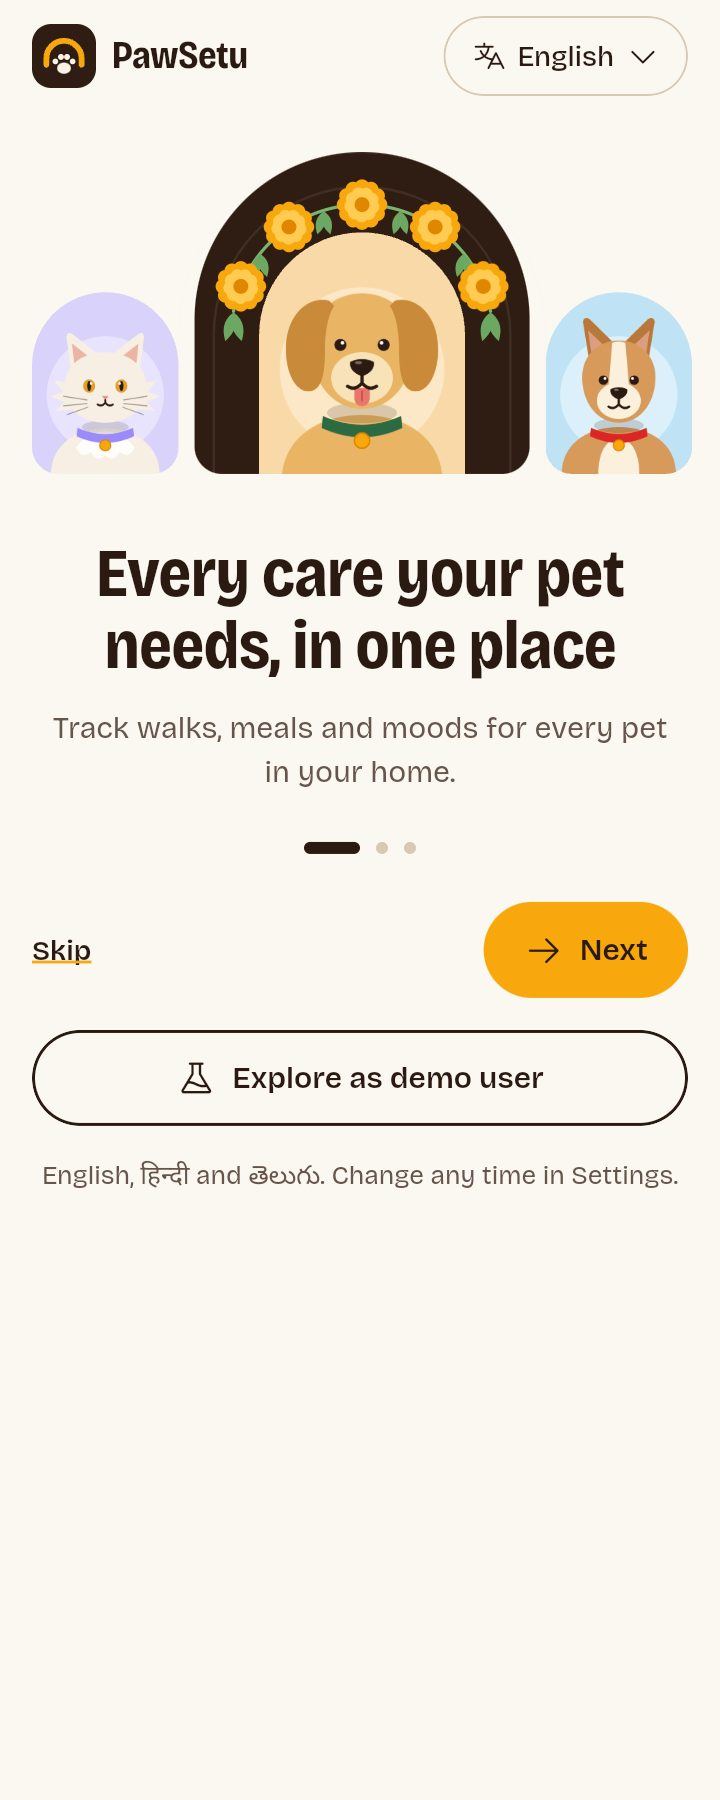 PawSetu
English
Every care your pet
needs, in one place
Track walks, meals and moods for every pet
in your home.
Skip
Next
Explore as demo user
English, हिन्दी and తెలుగు. Change any time in Settings.